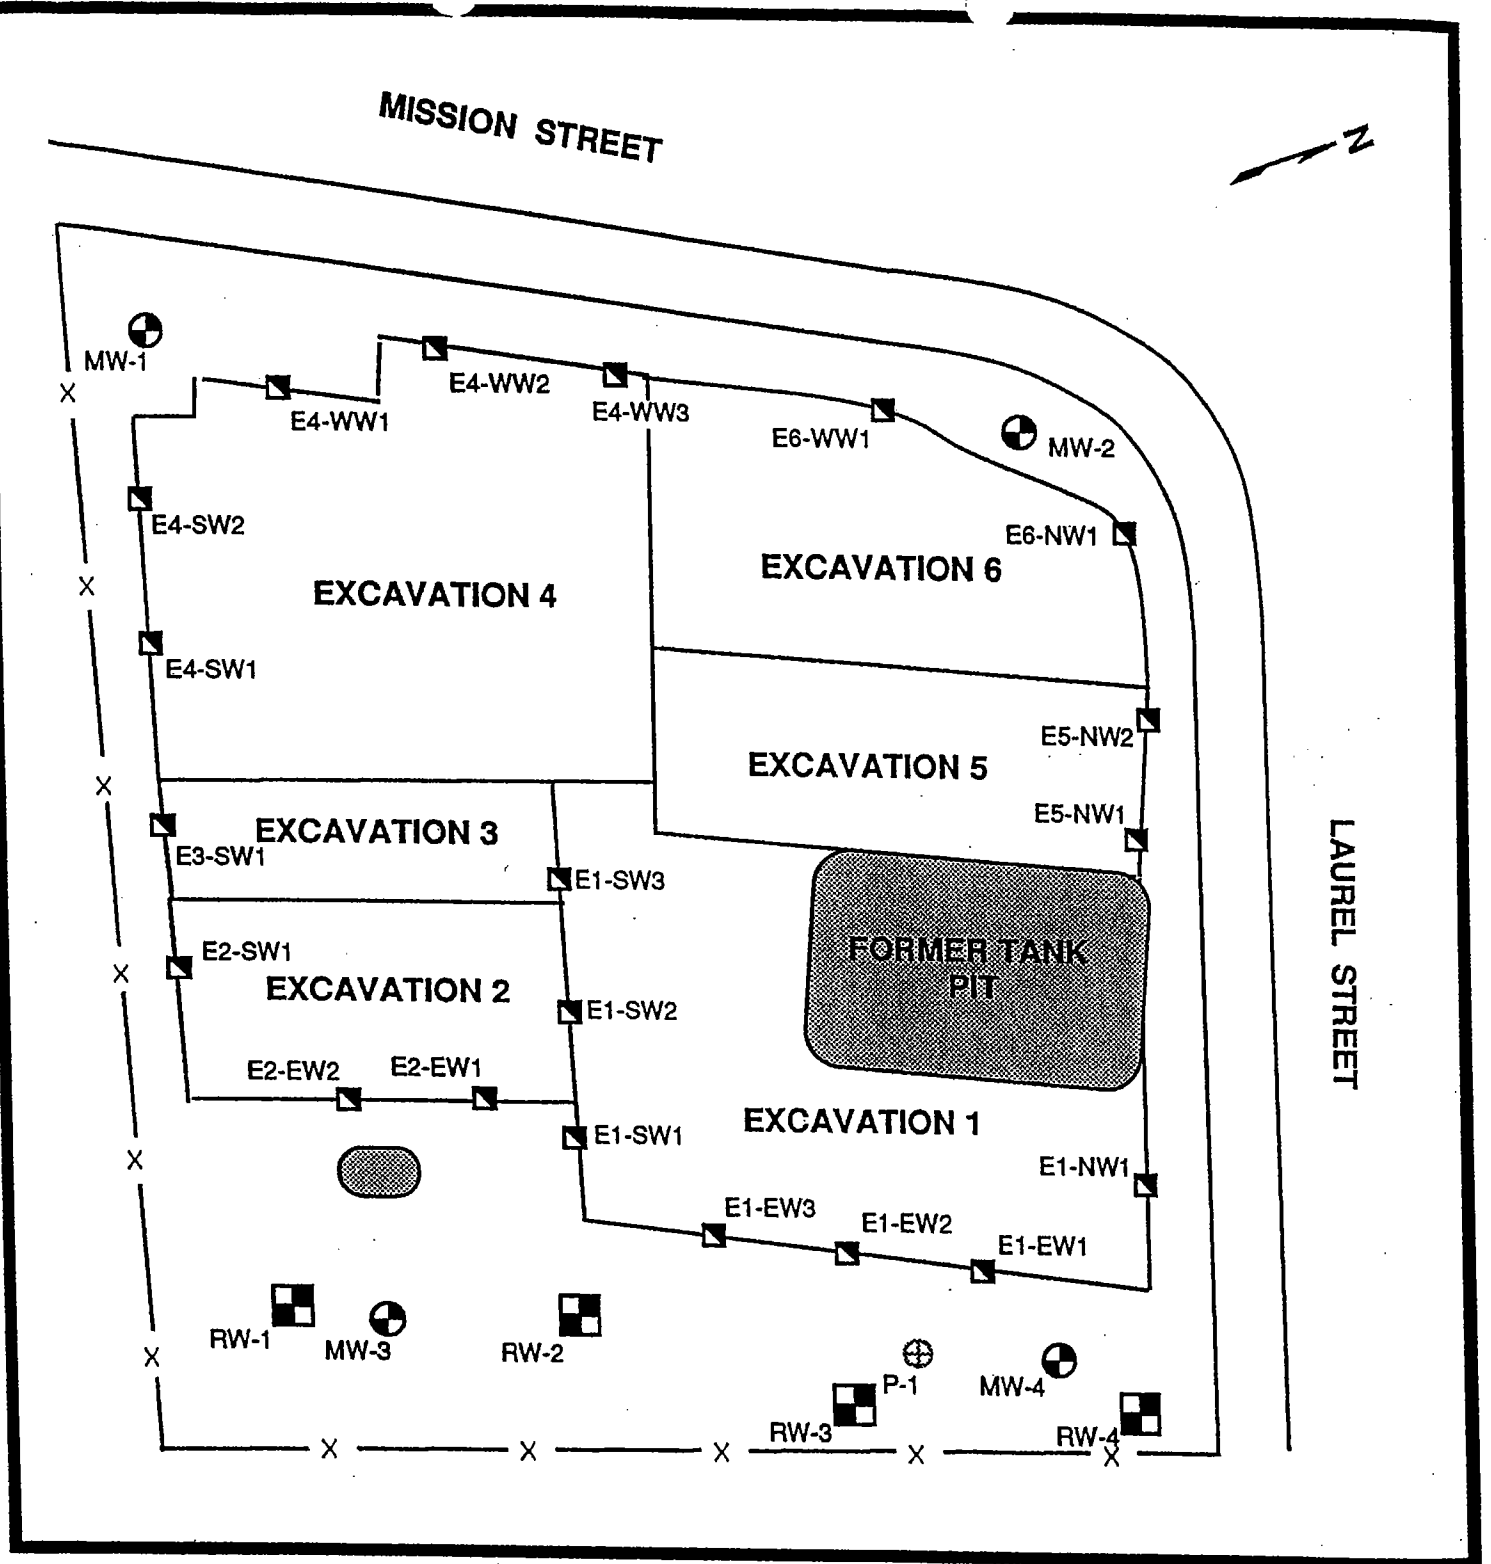 MISSION STREET
N
MW-1
E4-WW1
E4-WW2
E4-WW3
E6-WW1
MW-2
E4-SW2
E6-NW1
EXCAVATION 4
EXCAVATION 6
E4-SW1
E5-NW2
EXCAVATION 5
E5-NW1
EXCAVATION 3
E3-SW1
E1-SW3
LAUREL STREET
E2-SW1
EXCAVATION 2
FORMER TANK
PIT
E1-SW2
E2-EW2
E2-EW1
EXCAVATION 1
E1-SW1
E1-NW1
E1-EW3
E1-EW2
E1-EW1
RW-1
MW-3
RW-2
P-1
MW-4
RW-3
RW-4